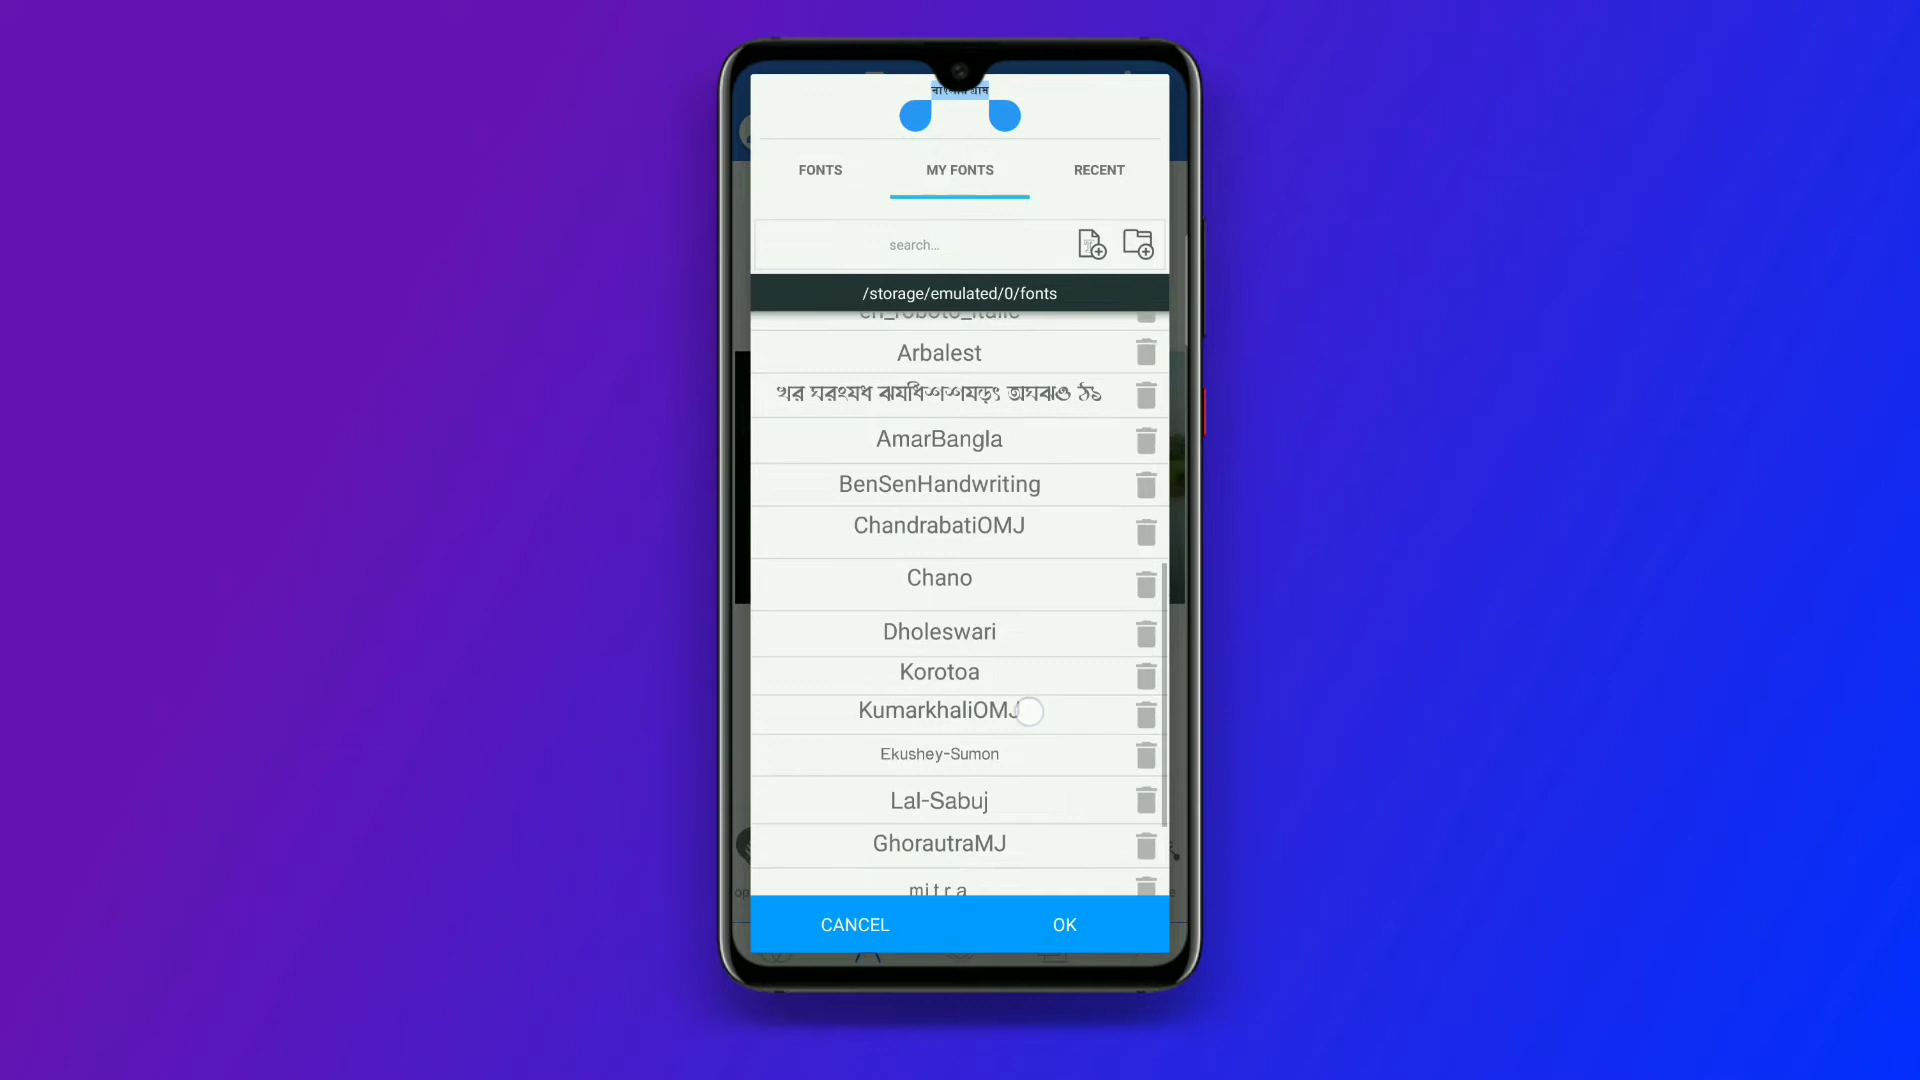 FONTS
MY FONTS
RECENT
search...
/storage/emulated/0/fonts
en_roboto_italic
Arbalest
AmarBangla
BenSenHandwriting
ChandrabatiOMJ
Chano
Dholeswari
Korotoa
KumarkhaliOMJ
Ekushey-Sumon
Lal-Sabuj
GhorautraMJ
mitra
CANCEL
OK